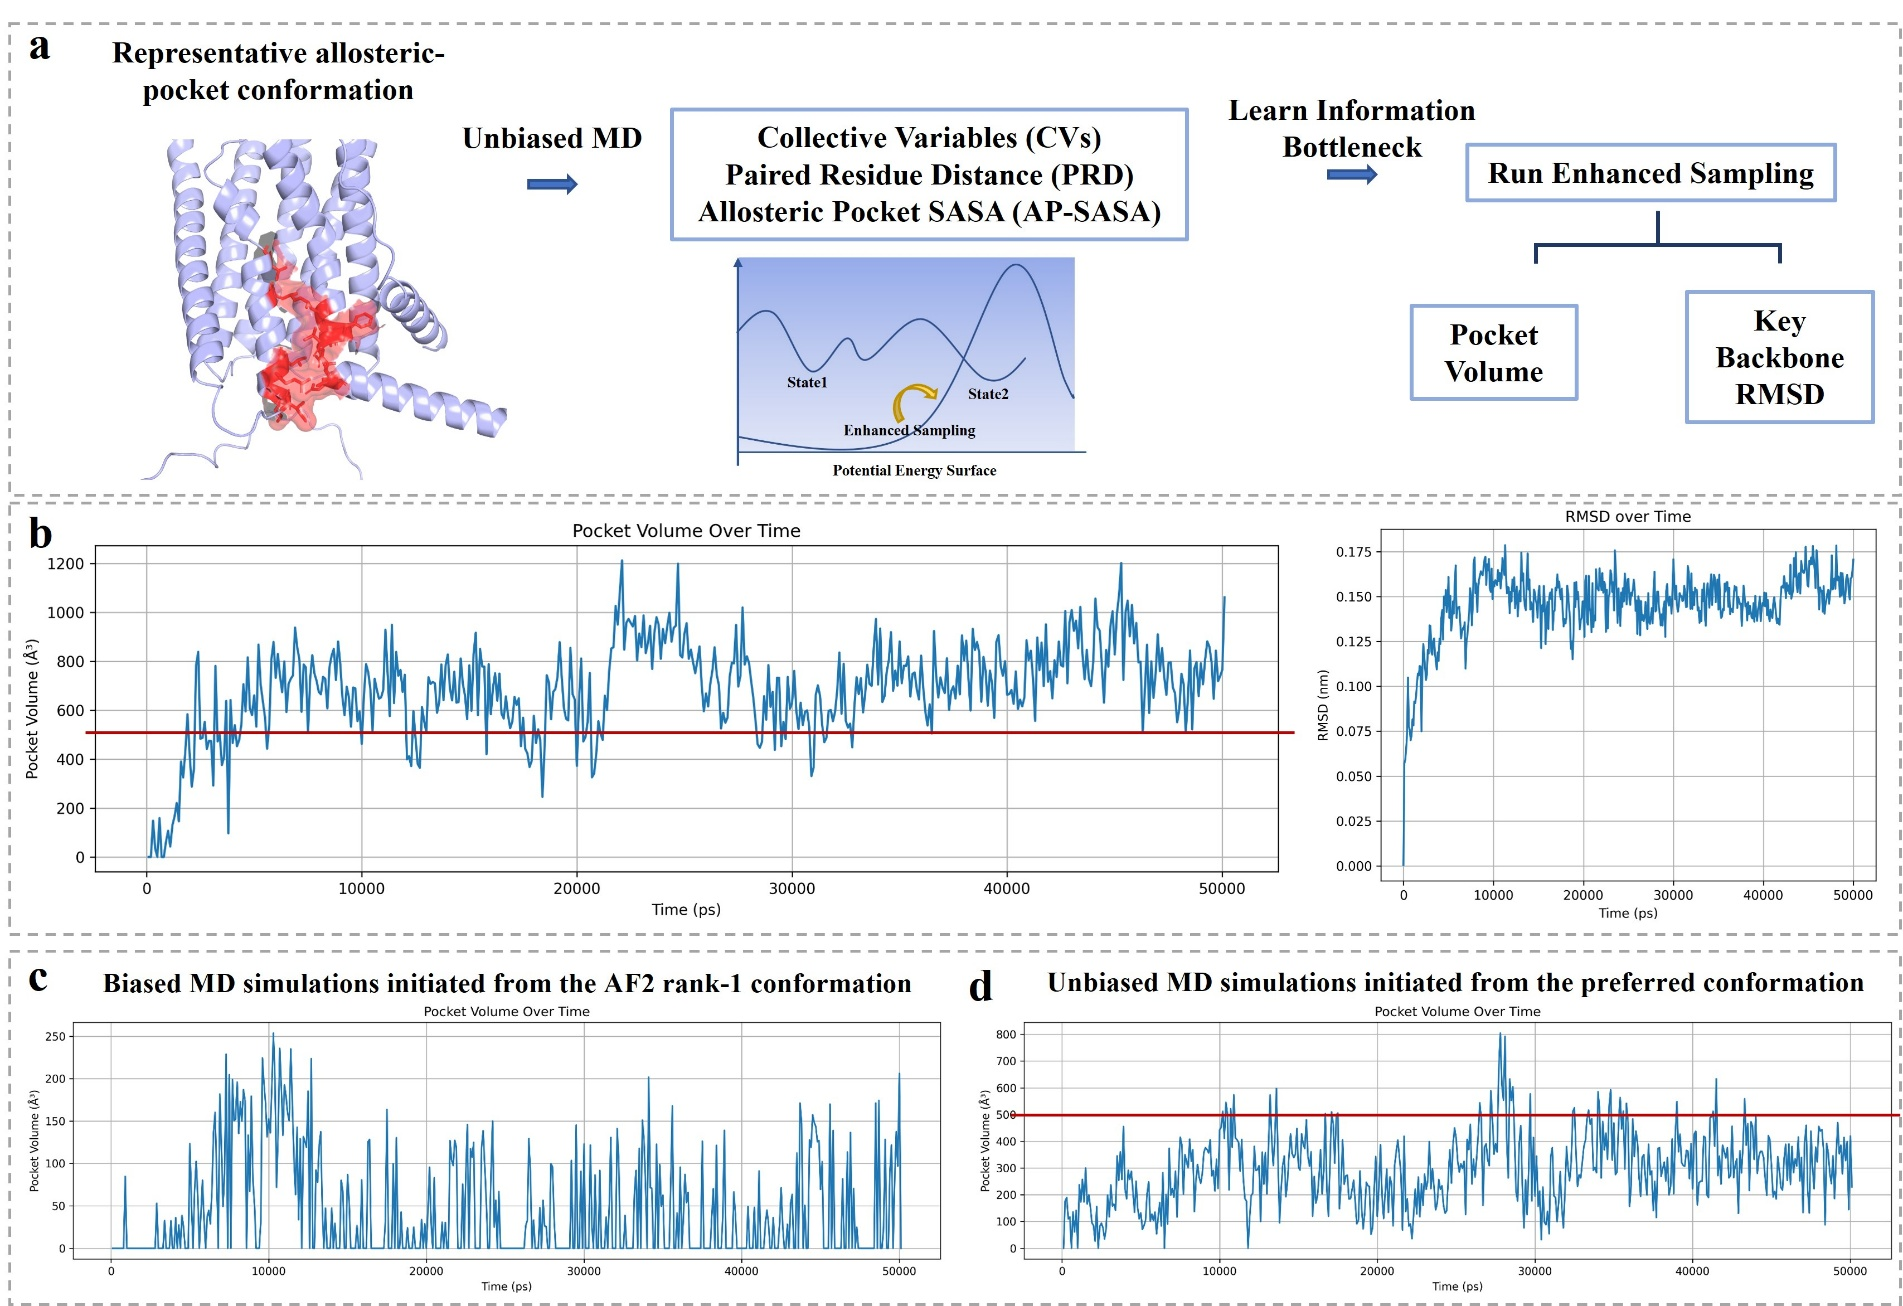 a
Representative allosteric-
pocket conformation
Unbiased MD
Collective Variables (CVs)
Paired Residue Distance (PRD)
Allosteric Pocket SASA (AP-SASA)
Learn Information
Bottleneck
Run Enhanced Sampling
Pocket
Volume
Key
Backbone
RMSD
State1
State2
Enhanced Sampling
Potential Energy Surface
b
Pocket Volume Over Time
Pocket Volume (Å³)
1200
1000
800
600
400
200
0
0 10000 20000 30000 40000 50000
Time (ps)
RMSD over Time
RMSD (nm)
0.175
0.150
0.125
0.100
0.075
0.050
0.025
0.000
0 10000 20000 30000 40000 50000
Time (ps)
c
Biased MD simulations initiated from the AF2 rank-1 conformation
Pocket Volume Over Time
Pocket Volume (Å³)
250
200
150
100
50
0
0 10000 20000 30000 40000 50000
Time (ps)
d
Unbiased MD simulations initiated from the preferred conformation
Pocket Volume Over Time
Pocket Volume (Å³)
800
700
600
500
400
300
200
100
0
0 10000 20000 30000 40000 50000
Time (ps)